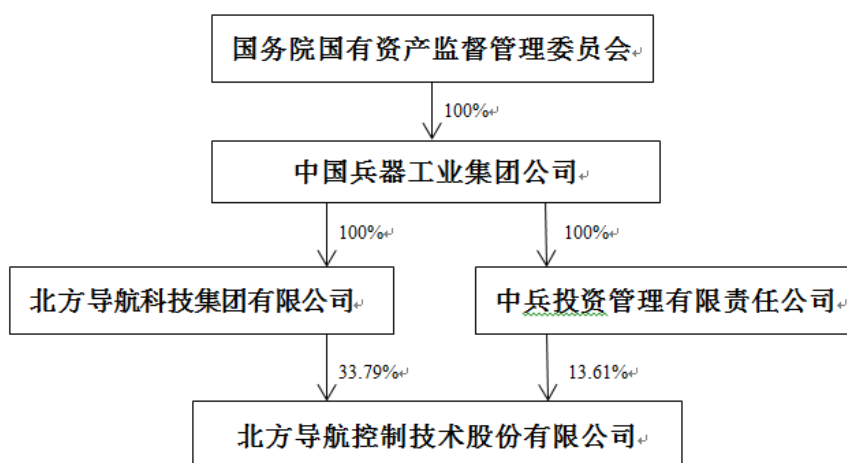 国务院国有资产监督管理委员会
100%
中国兵器工业集团公司
100% 100%
北方导航科技集团有限公司 中兵投资管理有限责任公司
33.79% 13.61%
北方导航控制技术股份有限公司